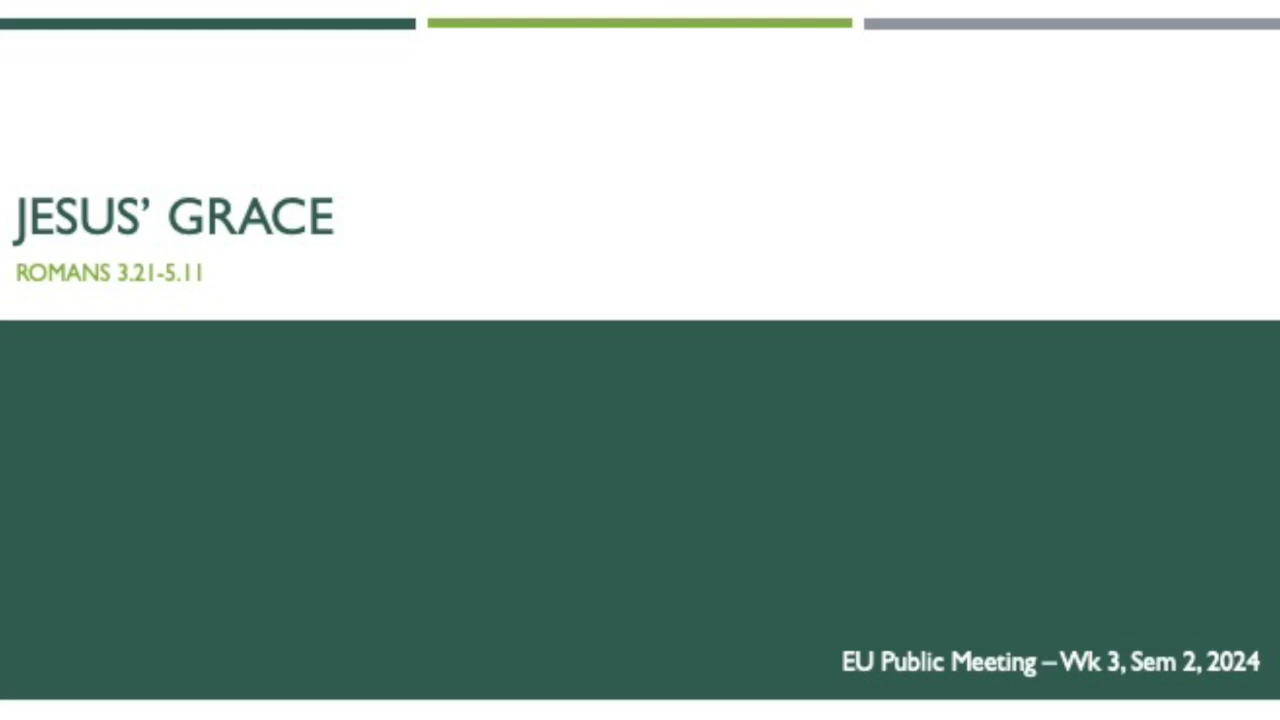 JESUS’ GRACE
ROMANS 3.21-5.11
EU Public Meeting – Wk 3, Sem 2, 2024